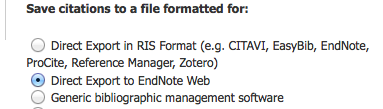 Save citations to a file formatted for:
Direct Export in RIS Format (e.g. CITAVI, EasyBib, EndNote,
ProCite, Reference Manager, Zotero)
Direct Export to EndNote Web
Generic bibliographic management software